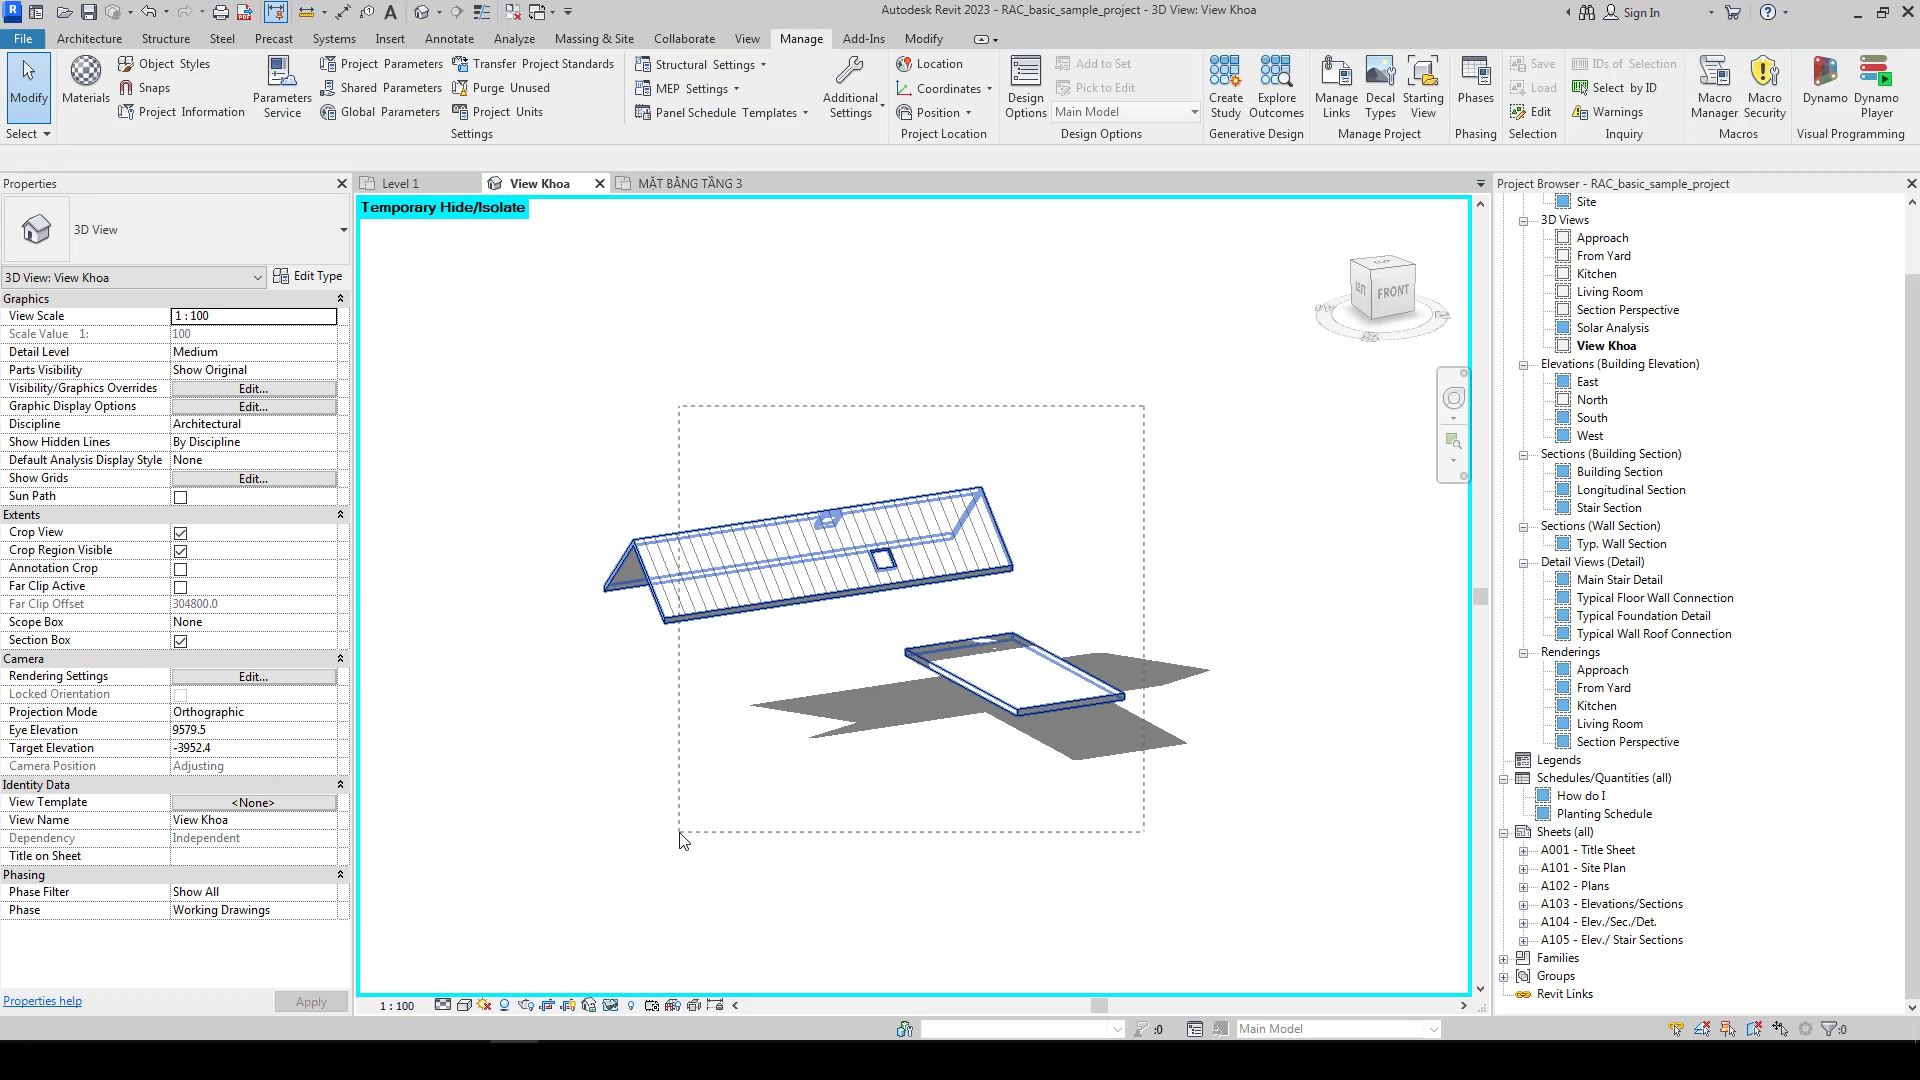 Autodesk Revit 2023 - RAC_basic_sample_project - 3D View: View Khoa
Sign In
File
Architecture
Structure
Steel
Precast
Systems
Insert
Annotate
Analyze
Massing & Site
Collaborate
View
Manage
Add-Ins
Modify
Modify
Select
Materials
Object Styles
Snaps
Project Information
Parameters Service
Project Parameters
Shared Parameters
Global Parameters
Transfer Project Standards
Purge Unused
Project Units
Settings
Structural Settings
MEP Settings
Panel Schedule Templates
Additional Settings
Location
Coordinates
Position
Project Location
Design Options
Add to Set
Pick to Edit
Main Model
Design Options
Create Study
Explore Outcomes
Generative Design
Manage Links
Decal Types
Starting View
Manage Project
Phases
Phasing
Save
Load
Edit
Selection
IDs of Selection
Select by ID
Warnings
Inquiry
Macro Manager
Macro Security
Macros
Dynamo
Dynamo Player
Visual Programming
Properties
3D View
3D View: View Khoa
Edit Type
Graphics
View Scale 1 : 100
Scale Value 1: 100
Detail Level Medium
Parts Visibility Show Original
Visibility/Graphics Overrides Edit...
Graphic Display Options Edit...
Discipline Architectural
Show Hidden Lines By Discipline
Default Analysis Display Style None
Show Grids Edit...
Sun Path
Extents
Crop View
Crop Region Visible
Annotation Crop
Far Clip Active
Far Clip Offset 304800.0
Scope Box None
Section Box
Camera
Rendering Settings Edit...
Locked Orientation
Projection Mode Orthographic
Eye Elevation 9579.5
Target Elevation -3952.4
Camera Position Adjusting
Identity Data
View Template <None>
View Name View Khoa
Dependency Independent
Title on Sheet
Phasing
Phase Filter Show All
Phase Working Drawings
Properties help
Apply
Level 1
View Khoa
MẶT BẰNG TẦNG 3
Temporary Hide/Isolate
LEFT
FRONT
1 : 100
:0
Main Model
:0
Project Browser - RAC_basic_sample_project
Site
3D Views
Approach
From Yard
Kitchen
Living Room
Section Perspective
Solar Analysis
View Khoa
Elevations (Building Elevation)
East
North
South
West
Sections (Building Section)
Building Section
Longitudinal Section
Stair Section
Sections (Wall Section)
Typ. Wall Section
Detail Views (Detail)
Main Stair Detail
Typical Floor Wall Connection
Typical Foundation Detail
Typical Wall Roof Connection
Renderings
Approach
From Yard
Kitchen
Living Room
Section Perspective
Legends
Schedules/Quantities (all)
How do I
Planting Schedule
Sheets (all)
A001 - Title Sheet
A101 - Site Plan
A102 - Plans
A103 - Elevations/Sections
A104 - Elev./Sec./Det.
A105 - Elev./ Stair Sections
Families
Groups
Revit Links